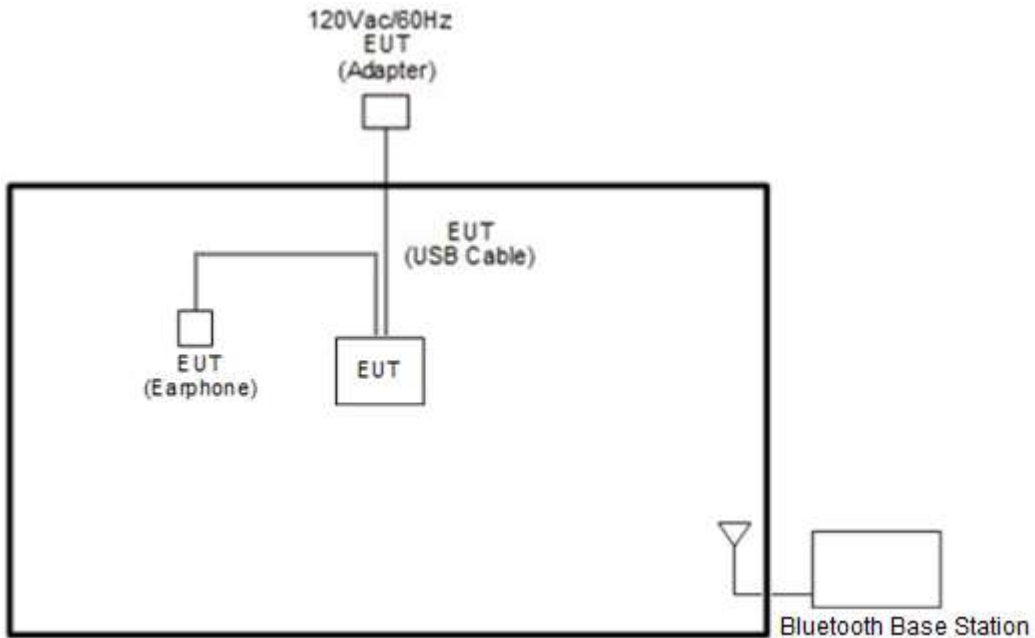 120Vac/60Hz
EUT
(Adapter)
EUT
(USB Cable)
EUT
(Earphone)
EUT
Bluetooth Base Station